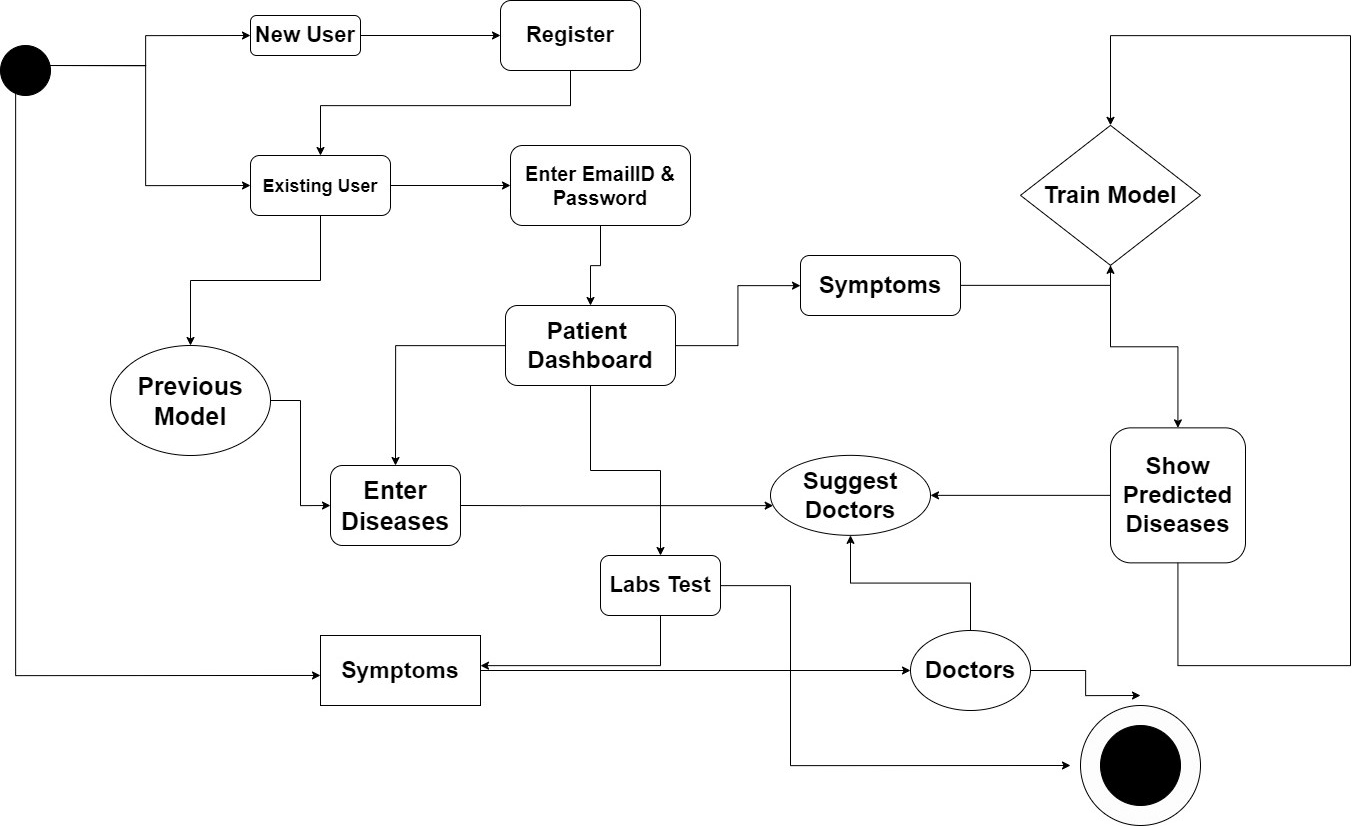 New User
Register
Existing User
Enter EmailID &
Password
Train Model
Symptoms
Patient
Dashboard
Previous
Model
Enter
Diseases
Suggest
Doctors
Show
Predicted
Diseases
Labs Test
Symptoms
Doctors